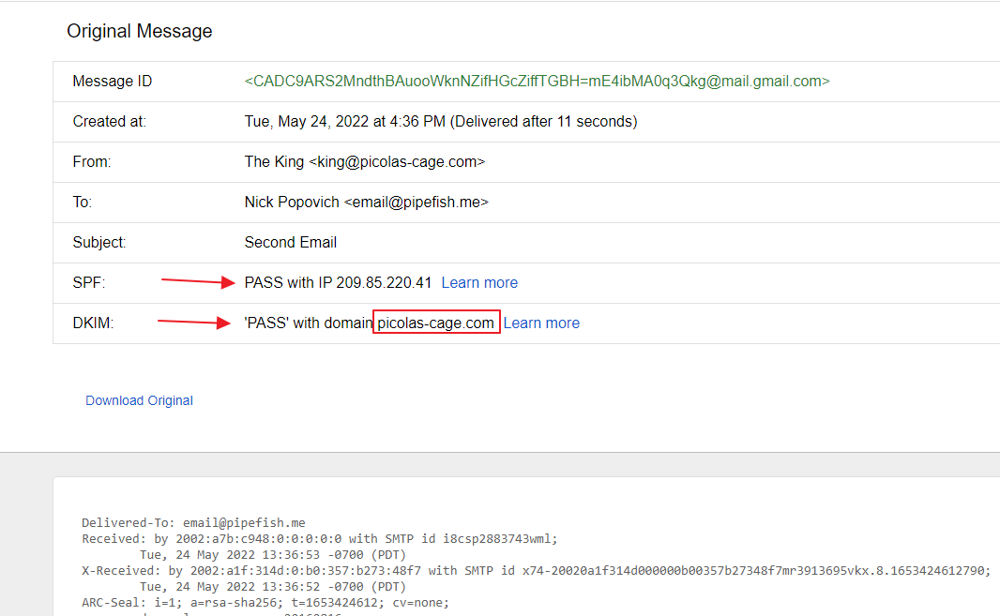 Original Message
Message ID <CADC9ARS2MndthBAuooWknNZifHGcZiffTGBH=mE4ibMA0q3Qkg@mail.gmail.com>
Created at: Tue, May 24, 2022 at 4:36 PM (Delivered after 11 seconds)
From: The King <king@picolas-cage.com>
To: Nick Popovich <email@pipefish.me>
Subject: Second Email
SPF: PASS with IP 209.85.220.41 Learn more
DKIM: 'PASS' with domain picolas-cage.com Learn more
Download Original
Delivered-To: email@pipefish.me
Received: by 2002:a7b:c948:0:0:0:0:0 with SMTP id i8csp2883743wml;
Tue, 24 May 2022 13:36:53 -0700 (PDT)
X-Received: by 2002:a1f:314d:0:b0:357:b273:48f7 with SMTP id x74-20020a1f314d000000b00357b27348f7mr3913695vkx.8.1653424612790;
Tue, 24 May 2022 13:36:52 -0700 (PDT)
ARC-Seal: i=1; a=rsa-sha256; t=1653424612; cv=none;